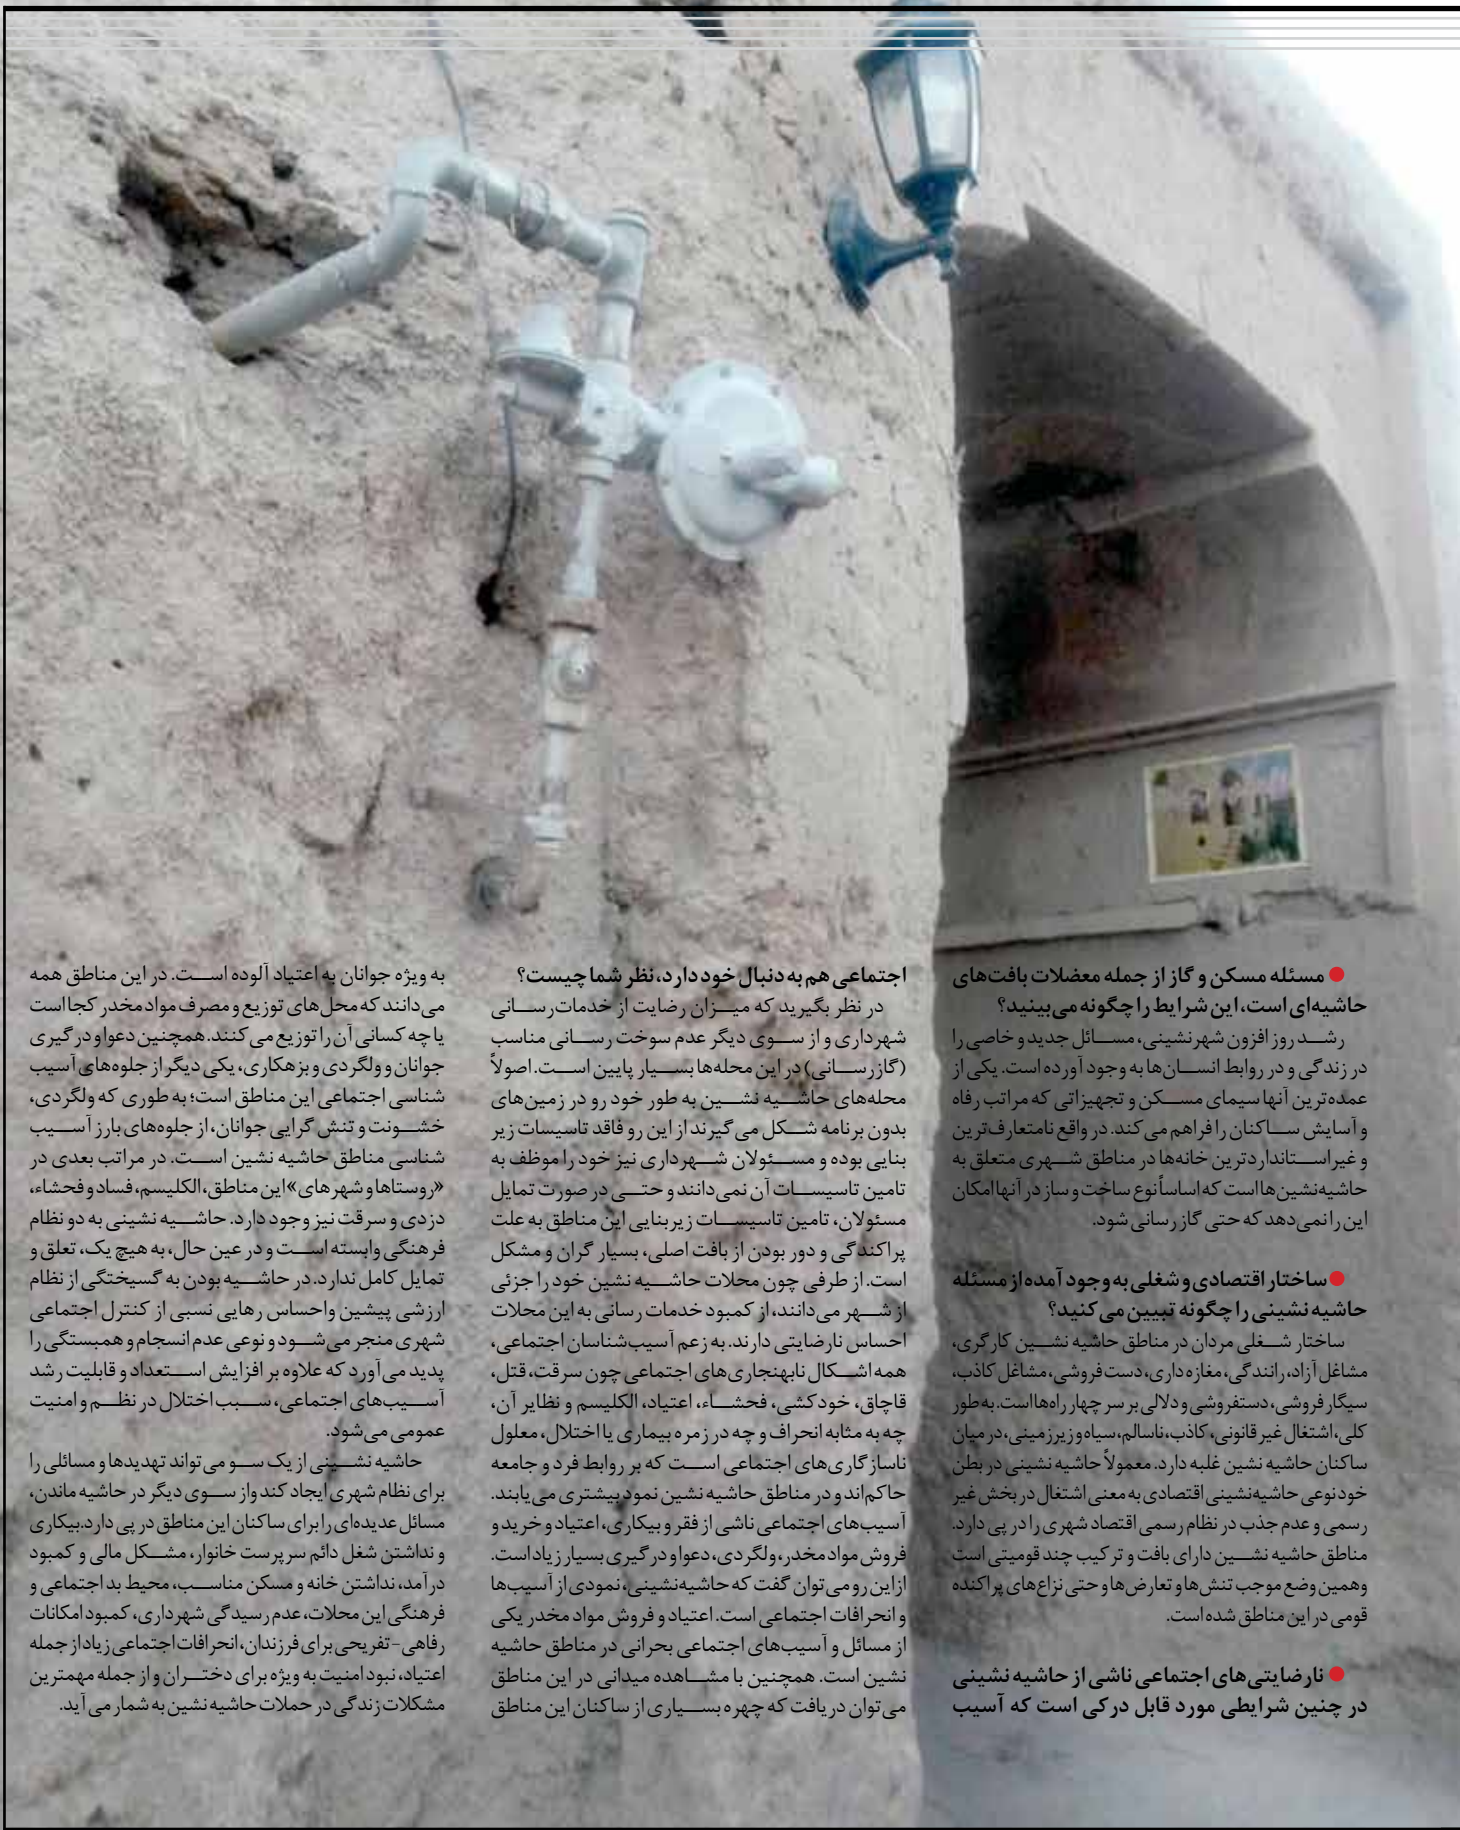 ● مسئله مسکن و گاز از جمله معضلات بافت‌های
حاشیه‌ای است، این شرایط را چگونه می‌بینید؟
رشد روز افزون شهرنشینی، مسائل جدید و خاصی را
در زندگی و در روابط انسان‌ها به وجود آورده است. یکی از
عمده‌ترین آنها سیمای مسکن و تجهیزاتی که مراتب رفاه
و آسایش ساکنان را فراهم می‌کند. در واقع نامتعارف‌ترین
و غیراستانداردترین خانه‌ها در مناطق شهری متعلق به
حاشیه‌نشین‌ها است که اساساً نوع ساخت و ساز در آنها امکان
این را نمی‌دهد که حتی گاز رسانی شود.
● ساختار اقتصادی و شغلی به وجود آمده از مسئله
حاشیه نشینی را چگونه تبیین می‌کنید؟
ساختار شغلی مردان در مناطق حاشیه نشین کارگری،
مشاغل آزاد، رانندگی، مغازه داری، دست فروشی، مشاغل کاذب،
سیگار فروشی، دستفروشی و دلالی بر سر چهار راه‌ها است. به طور
کلی، اشتغال غیر قانونی، کاذب، ناسالم، سیاه و زیرزمینی، در میان
ساکنان حاشیه نشین غلبه دارد. معمولاً حاشیه نشینی در بطن
خود نوعی حاشیه‌نشینی اقتصادی به معنی اشتغال در بخش غیر
رسمی و عدم جذب در نظام رسمی اقتصاد شهری را در پی دارد.
مناطق حاشیه نشین دارای بافت و ترکیب چند قومیتی است
وهمین وضع موجب تنش‌ها و تعارض‌ها و حتی نزاع‌های پراکنده
قومی در این مناطق شده است.
● نارضایتی‌های اجتماعی ناشی از حاشیه نشینی
در چنین شرایطی مورد قابل درکی است که آسیب
اجتماعی هم به دنبال خود دارد، نظر شما چیست؟
در نظر بگیرید که میزان رضایت از خدمات‌رسانی
شهرداری و از سوی دیگر عدم سوخت رسانی مناسب
(گازرسانی) در این محله‌ها بسیار پایین است. اصولاً
محله‌های حاشیه نشین به طور خود رو در زمین‌های
بدون برنامه شکل می‌گیرند از این رو فاقد تاسیسات زیر
بنایی بوده و مسئولان شهرداری نیز خود را موظف به
تامین تاسیسات آن نمی‌دانند و حتی در صورت تمایل
مسئولان، تامین تاسیسات زیربنایی این مناطق به علت
پراکندگی و دور بودن از بافت اصلی، بسیار گران و مشکل
است. از طرفی چون محلات حاشیه نشین خود را جزئی
از شهر می‌دانند، از کمبود خدمات رسانی به این محلات
احساس نارضایتی دارند. به زعم آسیب‌شناسان اجتماعی،
همه اشکال نابهنجاری‌های اجتماعی چون سرقت، قتل،
قاچاق، خودکشی، فحشاء، اعتیاد، الکلیسم و نظایر آن،
چه به مثابه انحراف و چه در زمره بیماری یا اختلال، معلول
ناسازگاری‌های اجتماعی است که بر روابط فرد و جامعه
حاکم‌اند و در مناطق حاشیه نشین نمود بیشتری می‌یابند.
آسیب‌های اجتماعی ناشی از فقر و بیکاری، اعتیاد و خرید و
فروش مواد مخدر، ولگردی، دعوا و درگیری بسیار زیاد است.
ازاین رو می‌توان گفت که حاشیه‌نشینی، نمودی از آسیب‌ها
و انحرافات اجتماعی است. اعتیاد و فروش مواد مخدر یکی
از مسائل و آسیب‌های اجتماعی بحرانی در مناطق حاشیه
نشین است. همچنین با مشاهده میدانی در این مناطق
می‌توان دریافت که چهره بسیاری از ساکنان این مناطق
به ویژه جوانان به اعتیاد آلوده است. در این مناطق همه
می‌دانند که محل‌های توزیع و مصرف مواد مخدر کجا است
یا چه کسانی آن را توزیع می‌کنند. همچنین دعوا و درگیری
جوانان و ولگردی و بزهکاری، یکی دیگر از جلوه‌های آسیب
شناسی اجتماعی این مناطق است؛ به طوری که ولگردی،
خشونت و تنش گرایی جوانان، از جلوه‌های بارز آسیب
شناسی مناطق حاشیه نشین است. در مراتب بعدی در
«روستاها و شهرهای» این مناطق، الکلیسم، فساد و فحشاء،
دزدی و سرقت نیز وجود دارد. حاشیه نشینی به دو نظام
فرهنگی وابسته است و در عین حال، به هیچ یک، تعلق و
تمایل کامل ندارد. در حاشیه بودن به گسیختگی از نظام
ارزشی پیشین واحساس رهایی نسبی از کنترل اجتماعی
شهری منجر می‌شود و نوعی عدم انسجام و همبستگی را
پدید می‌آورد که علاوه بر افزایش استعداد و قابلیت رشد
آسیب‌های اجتماعی، سبب اختلال در نظم و امنیت
عمومی می‌شود.
حاشیه نشینی از یک سو می‌تواند تهدیدها و مسائلی را
برای نظام شهری ایجاد کند واز سوی دیگر در حاشیه ماندن،
مسائل عدیده‌ای را برای ساکنان این مناطق در پی دارد. بیکاری
و نداشتن شغل دائم سرپرست خانوار، مشکل مالی و کمبود
درآمد، نداشتن خانه و مسکن مناسب، محیط بد اجتماعی و
فرهنگی این محلات، عدم رسیدگی شهرداری، کمبود امکانات
رفاهی-تفریحی برای فرزندان، انحرافات اجتماعی زیاد از جمله
اعتیاد، نبود امنیت به ویژه برای دختران و از جمله مهمترین
مشکلات زندگی در حملات حاشیه نشین به شمار می‌آید.